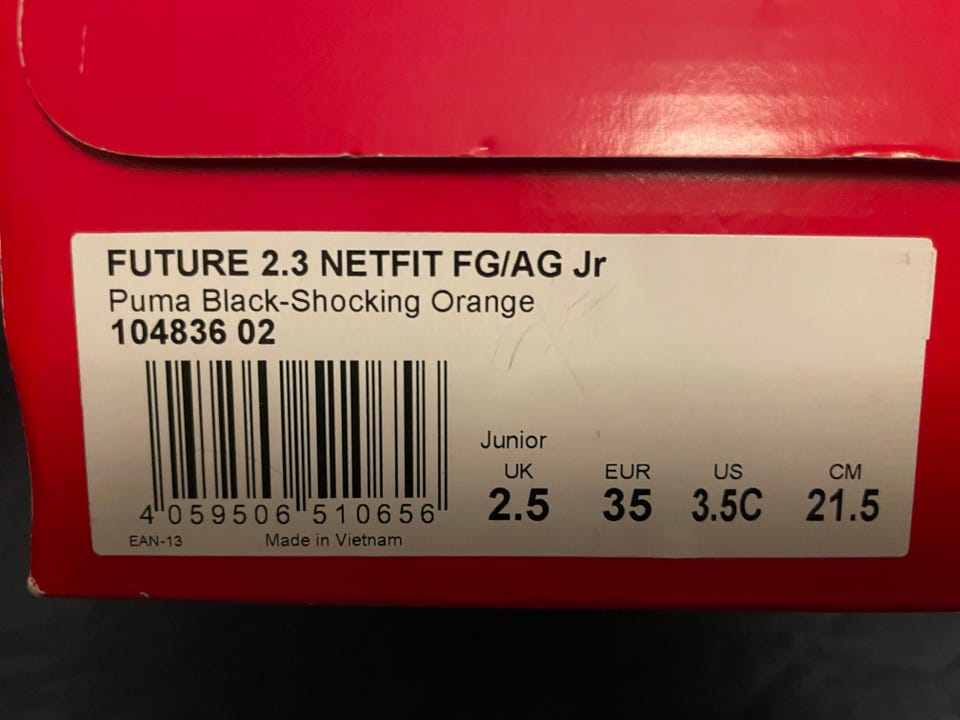 FUTURE 2.3 NETFIT FG/AG Jr
Puma Black-Shocking Orange
104836 02
4 059506 510656
EAN-13 Made in Vietnam
Junior
UK EUR US CM
2.5 35 3.5C 21.5